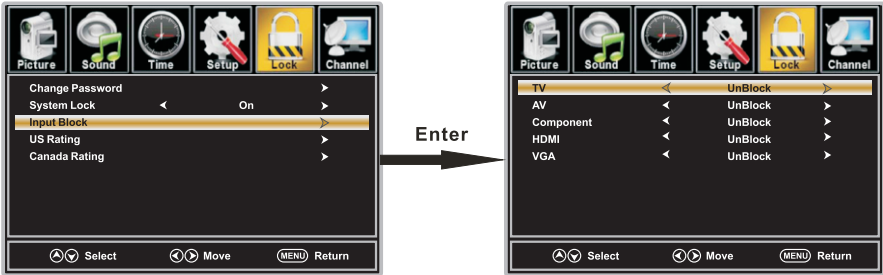 Picture Sound Time Setup Lock Channel
Change Password
System Lock On
Input Block
US Rating
Canada Rating
Select Move MENU Return
Enter
Picture Sound Time Setup Lock Channel
TV UnBlock
AV UnBlock
Component UnBlock
HDMI UnBlock
VGA UnBlock
Select Move MENU Return